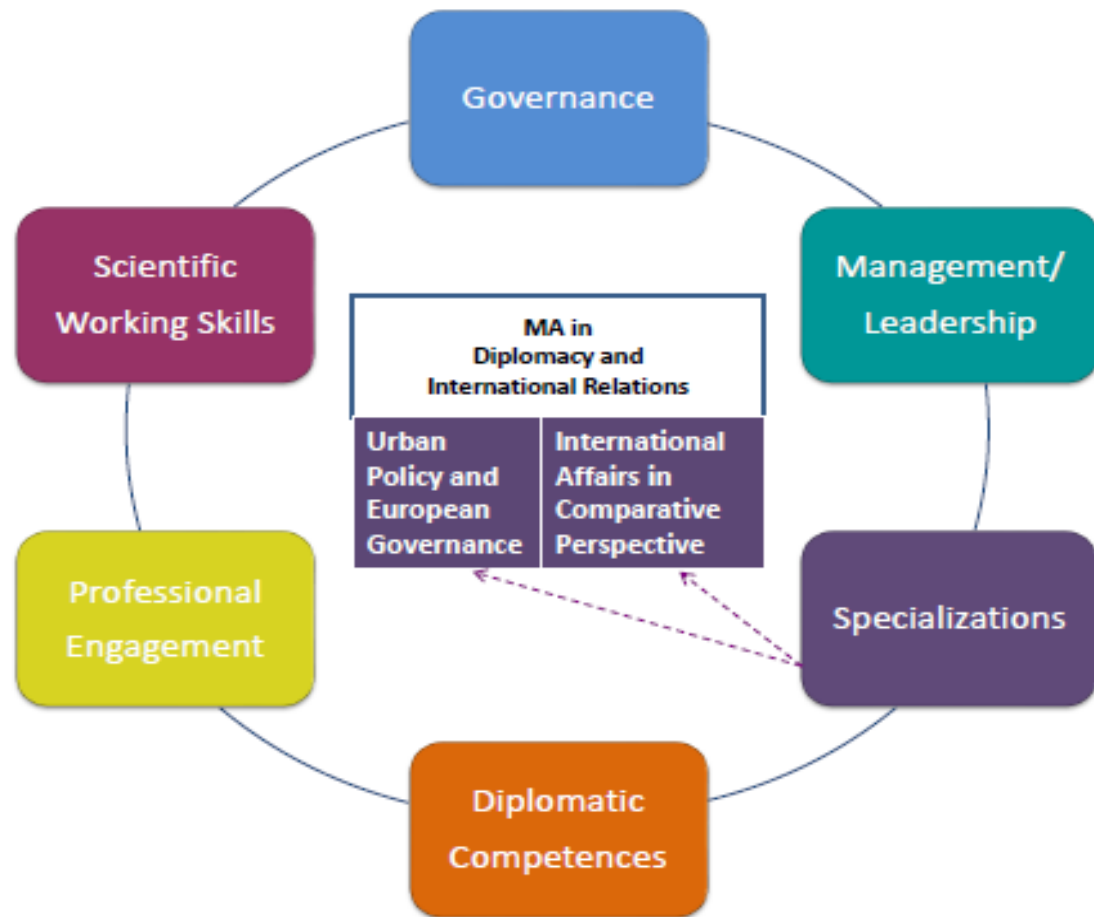 Governance
Scientific
Working Skills
Management/
Leadership
MA in
Diplomacy and
International Relations
Urban
Policy and
European
Governance
International
Affairs in
Comparative
Perspective
Professional
Engagement
Specializations
Diplomatic
Competences